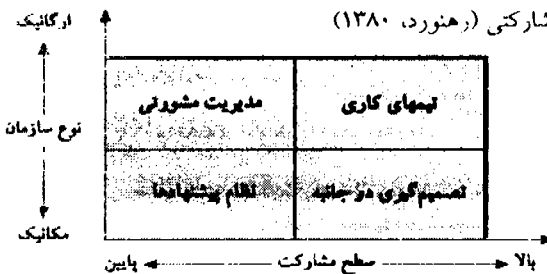 شارکتی (رهنورد، ۱۳۸۰)
ارگانیک
تیمهای کاری
مدیریت مشورتی
نوع سازمان
تصمیم‌گیری دو جانبه
نظام پیشنهادها
مکانیک
بالا
سطح مشارکت
پایین